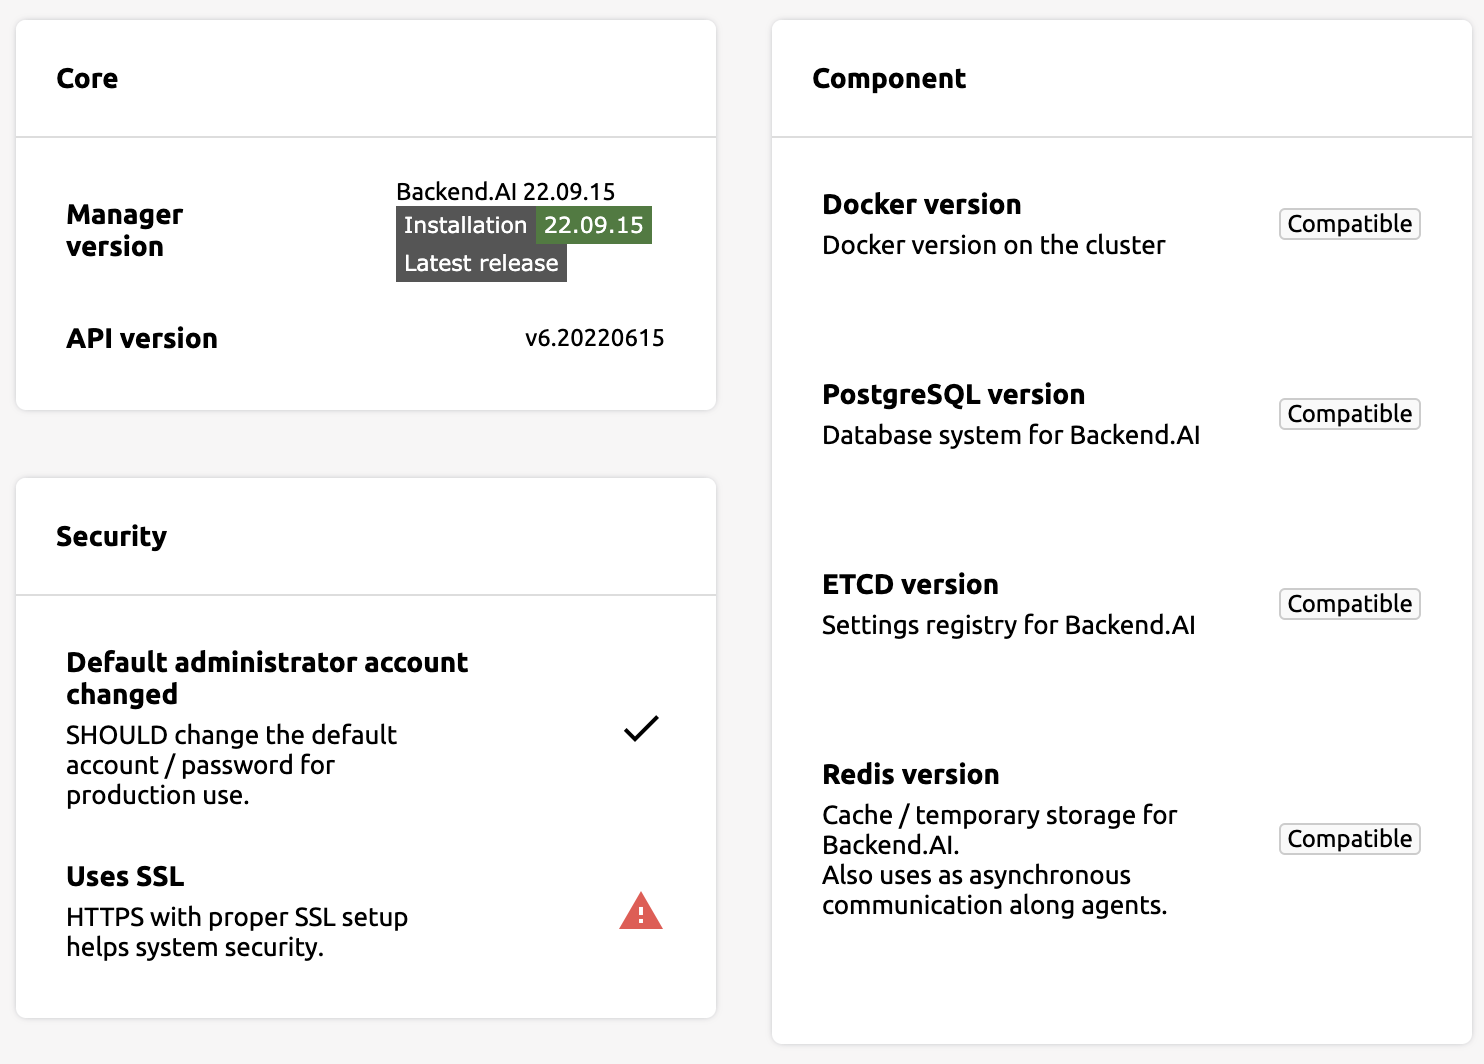 Core
Manager
version
Backend.AI 22.09.15
Installation 22.09.15
Latest release
API version
v6.20220615
Security
Default administrator account
changed
SHOULD change the default
account / password for
production use.
Uses SSL
HTTPS with proper SSL setup
helps system security.
Component
Docker version
Docker version on the cluster
Compatible
PostgreSQL version
Database system for Backend.AI
Compatible
ETCD version
Settings registry for Backend.AI
Compatible
Redis version
Cache / temporary storage for
Backend.AI.
Also uses as asynchronous
communication along agents.
Compatible